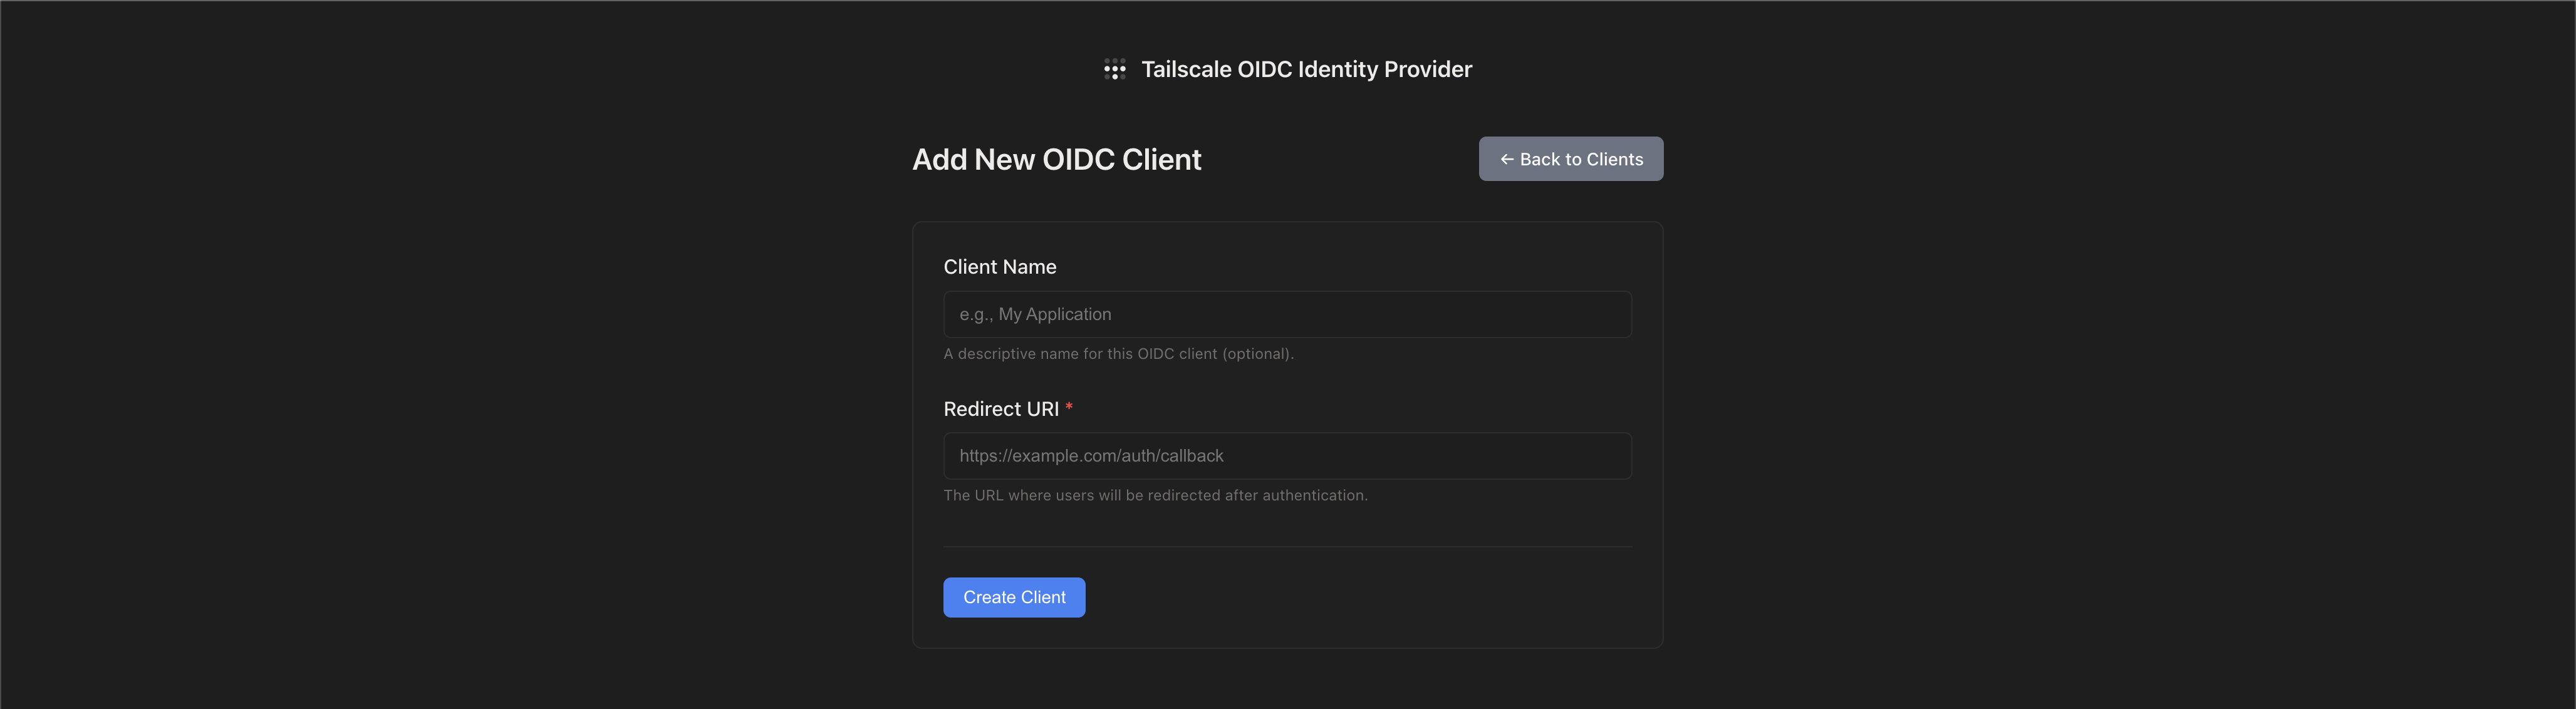 Tailscale OIDC Identity Provider
Add New OIDC Client
← Back to Clients
Client Name
e.g., My Application
A descriptive name for this OIDC client (optional).
Redirect URI *
https://example.com/auth/callback
The URL where users will be redirected after authentication.
Create Client